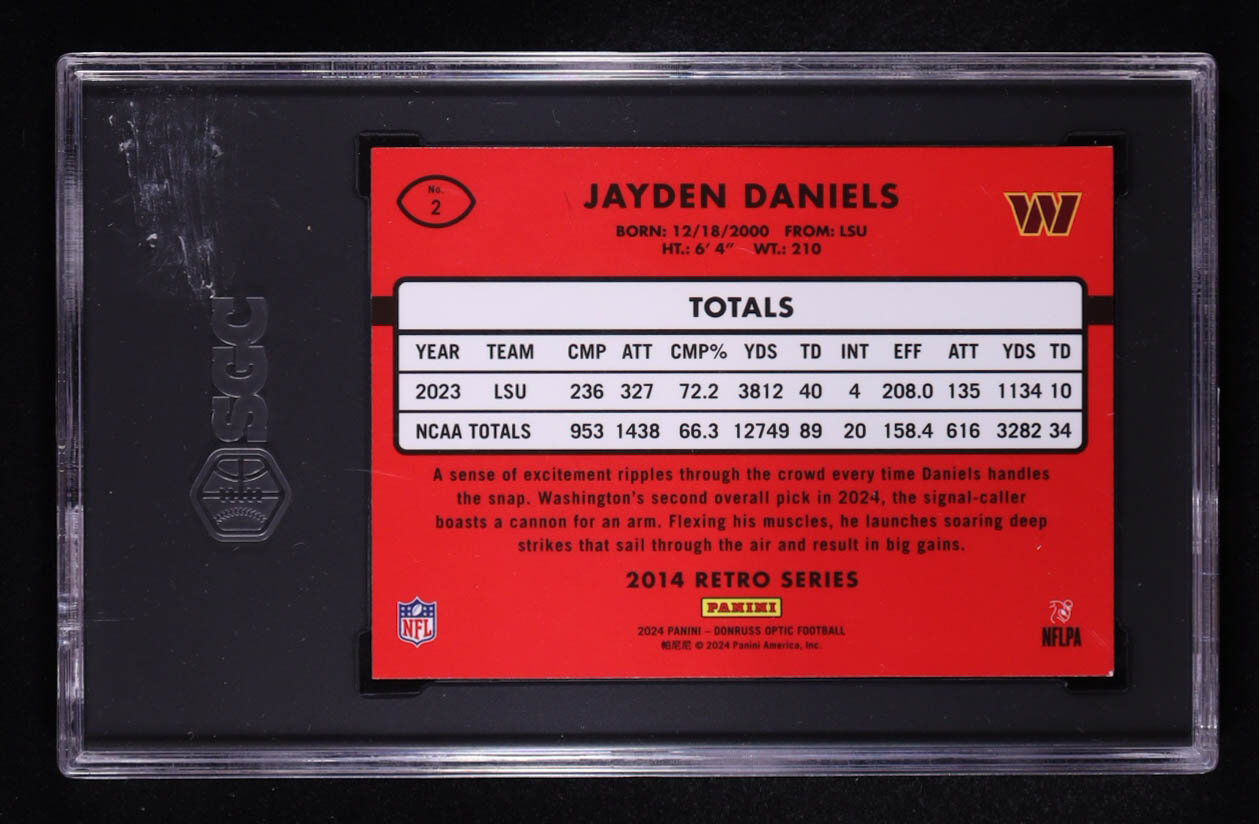 SGC
No.
2
JAYDEN DANIELS
BORN: 12/18/2000 FROM: LSU
HT.: 6' 4" WT.: 210
W
TOTALS
YEAR TEAM CMP ATT CMP% YDS TD INT EFF ATT YDS TD
2023 LSU 236 327 72.2 3812 40 4 208.0 135 1134 10
NCAA TOTALS 953 1438 66.3 12749 89 20 158.4 616 3282 34
A sense of excitement ripples through the crowd every time Daniels handles
the snap. Washington's second overall pick in 2024, the signal-caller
boasts a cannon for an arm. Flexing his muscles, he launches soaring deep
strikes that sail through the air and result in big gains.
2014 RETRO SERIES
PANINI
2024 PANINI – DONRUSS OPTIC FOOTBALL
帕尼尼 © 2024 Panini America, Inc.
NFL
NFLPA